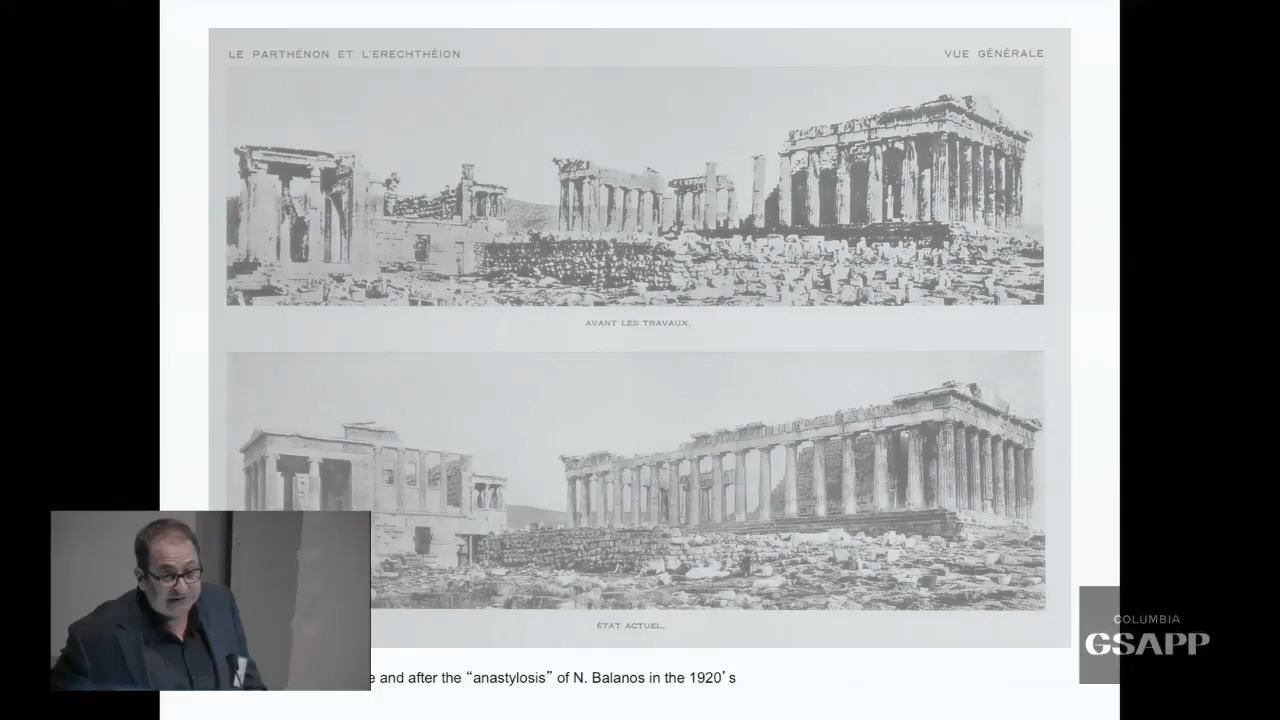 LE PARTHÉNON ET L'ERECHTHÉION
VUE GÉNÉRALE
AVANT LES TRAVAUX.
ÉTAT ACTUEL.
and after the “anastylosis” of N. Balanos in the 1920's
COLUMBIA
GSAPP